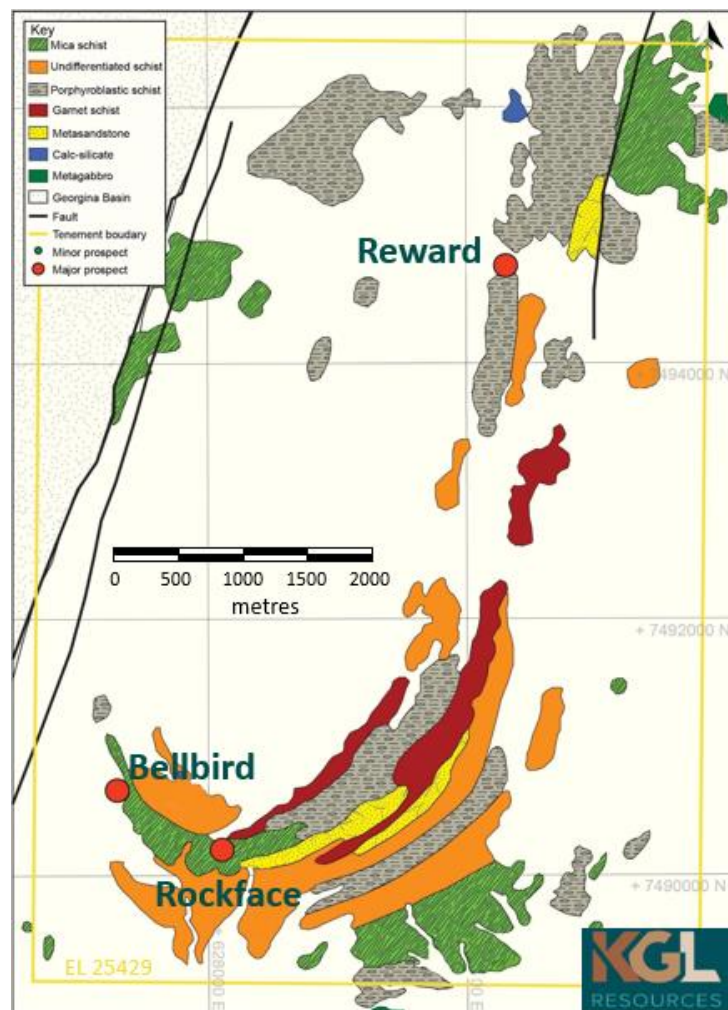 Key
Mica schist
Undifferentiated schist
Porphyroblastic schist
Garnet schist
Metasandstone
Calc-silicate
Metagabbro
Georgina Basin
Fault
Tenement boudary
Minor prospect
Major prospect
Reward
+ 7494000 N
0 500 1000 1500 2000
metres
+ 7492000 N
Bellbird
Rockface
+ 7490000 N
+ 628000 E
00 E
EL 25429
KGL
RESOURCES